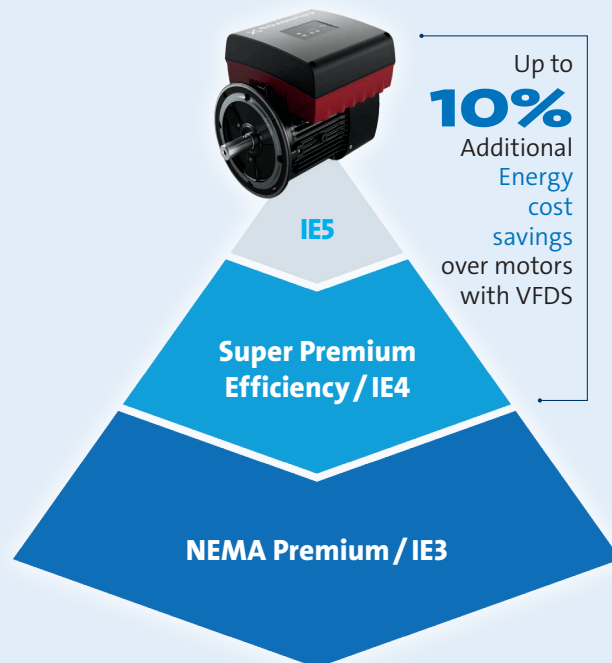 Up to
10%
Additional
Energy
cost
savings
over motors
with VFDS
IE5
Super Premium
Efficiency / IE4
NEMA Premium / IE3